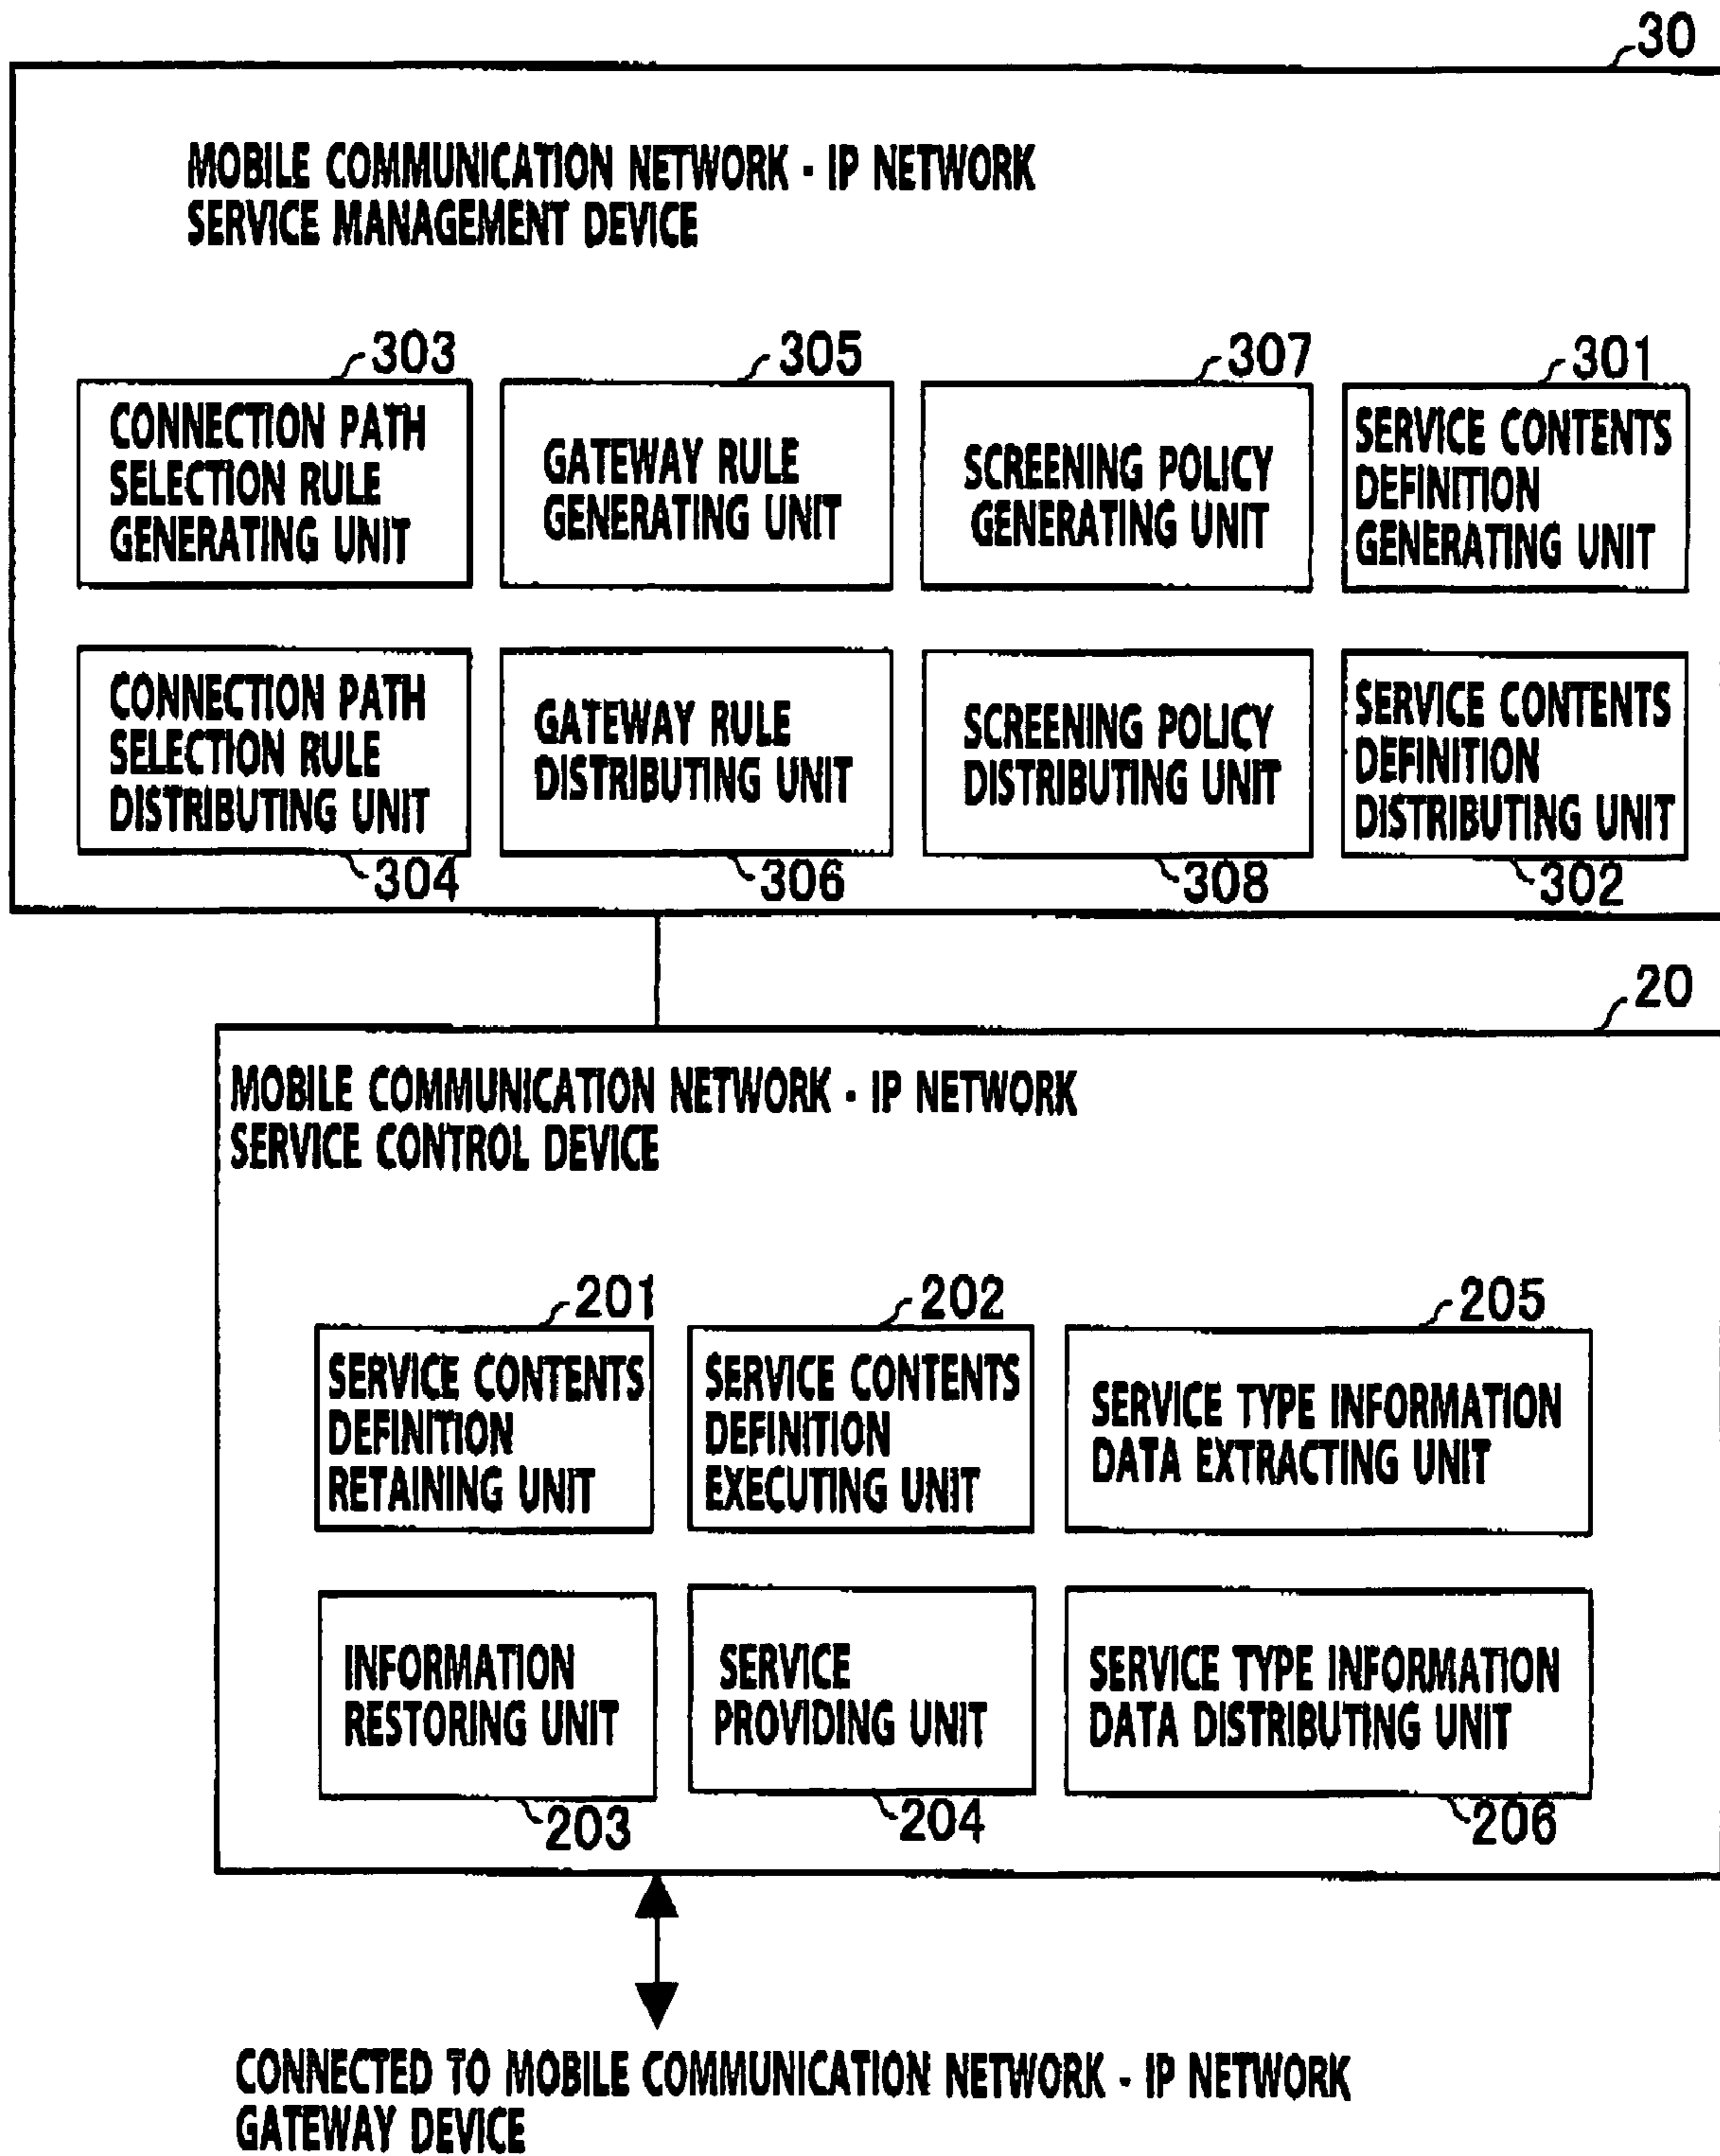 30
MOBILE COMMUNICATION NETWORK - IP NETWORK
SERVICE MANAGEMENT DEVICE
303
CONNECTION PATH
SELECTION RULE
GENERATING UNIT
305
GATEWAY RULE
GENERATING UNIT
307
SCREENING POLICY
GENERATING UNIT
301
SERVICE CONTENTS
DEFINITION
GENERATING UNIT
CONNECTION PATH
SELECTION RULE
DISTRIBUTING UNIT
304
GATEWAY RULE
DISTRIBUTING UNIT
306
SCREENING POLICY
DISTRIBUTING UNIT
308
SERVICE CONTENTS
DEFINITION
DISTRIBUTING UNIT
302
20
MOBILE COMMUNICATION NETWORK - IP NETWORK
SERVICE CONTROL DEVICE
201
SERVICE CONTENTS
DEFINITION
RETAINING UNIT
202
SERVICE CONTENTS
DEFINITION
EXECUTING UNIT
205
SERVICE TYPE INFORMATION
DATA EXTRACTING UNIT
INFORMATION
RESTORING UNIT
203
SERVICE
PROVIDING UNIT
204
SERVICE TYPE INFORMATION
DATA DISTRIBUTING UNIT
206
CONNECTED TO MOBILE COMMUNICATION NETWORK - IP NETWORK
GATEWAY DEVICE